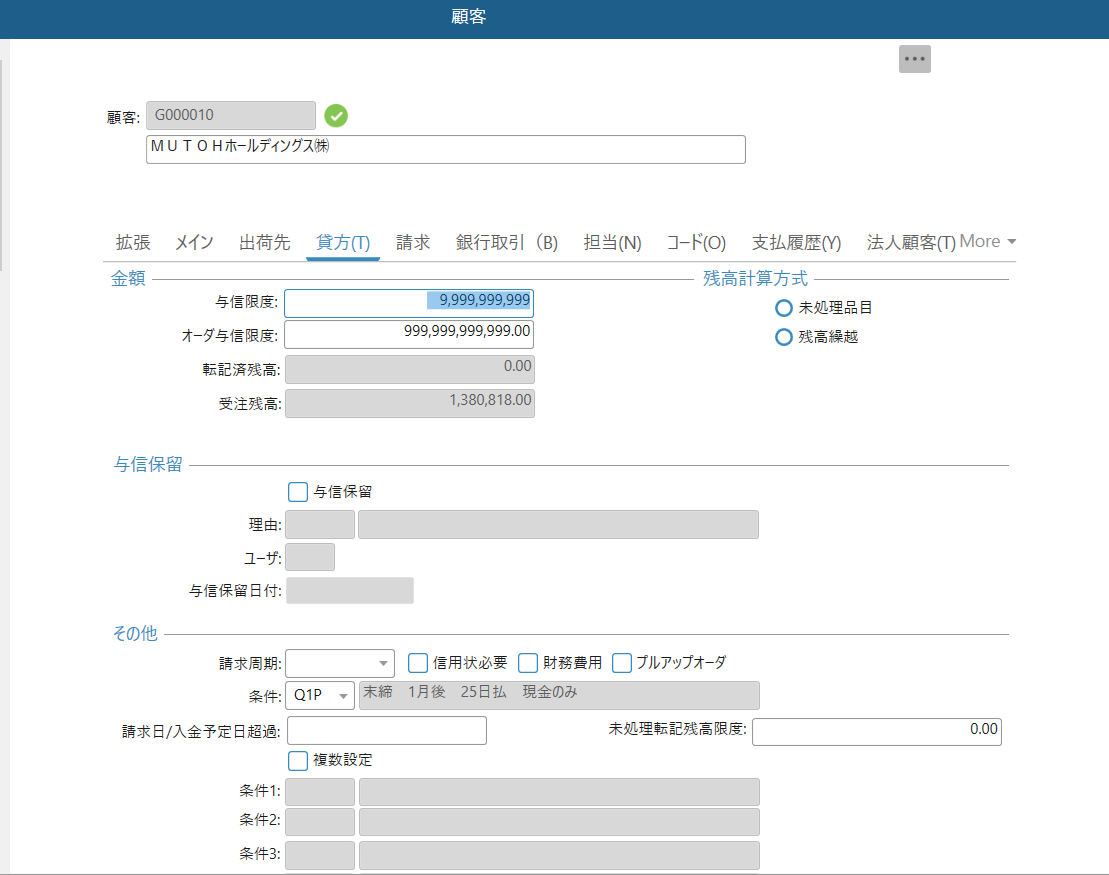 顧客
顧客: G000010
ＭＵＴＯＨホールディングス㈱
拡張 メイン 出荷先 貸方(T) 請求 銀行取引（B) 担当(N) コード(O) 支払履歴(Y) 法人顧客(T) More
金額 残高計算方式
与信限度: 9,999,999,999 未処理品目
オーダ与信限度: 999,999,999,999.00 残高繰越
転記済残高: 0.00
受注残高: 1,380,818.00
与信保留
与信保留
理由:
ユーザ:
与信保留日付:
その他
請求周期: 信用状必要 財務費用 プルアップオーダ
条件: Q1P 末締 1月後 25日払 現金のみ
請求日/入金予定日超過: 未処理転記残高限度: 0.00
複数設定
条件1:
条件2:
条件3: